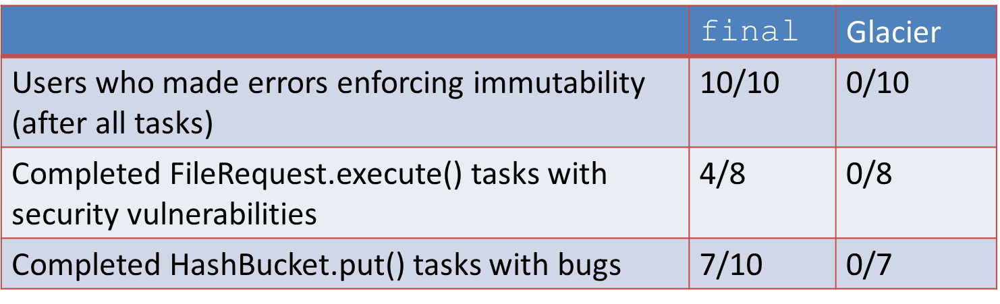 final Glacier
Users who made errors enforcing immutability 10/10 0/10
(after all tasks)
Completed FileRequest.execute() tasks with 4/8 0/8
security vulnerabilities
Completed HashBucket.put() tasks with bugs 7/10 0/7